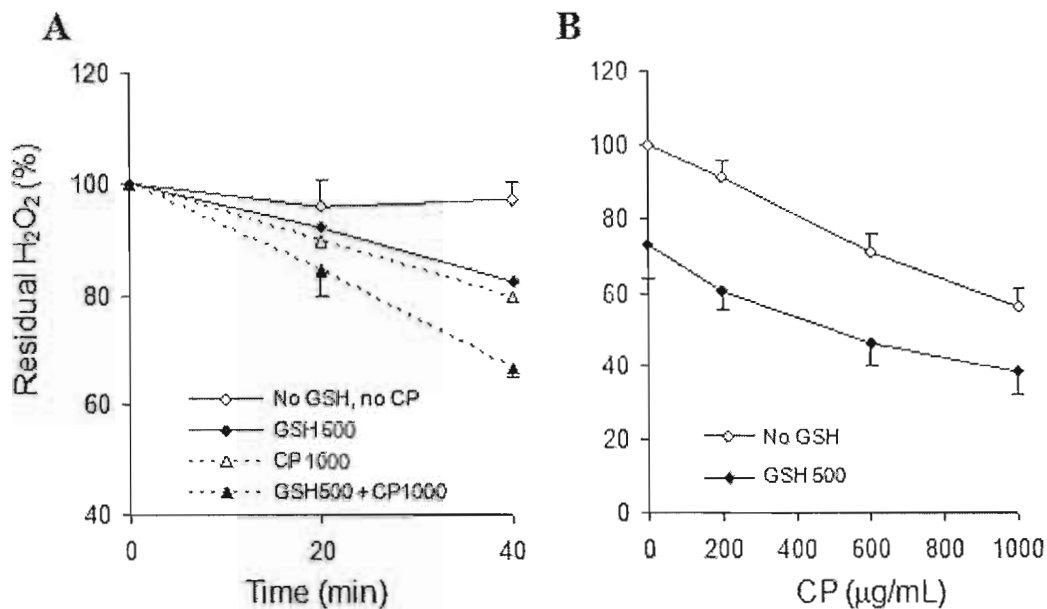 A
Residual H₂O₂ (%)
120
100
80
60
40
0
20
40
Time (min)
No GSH, no CP
GSH 500
CP 1000
GSH500 + CP1000
B
120
100
80
60
40
20
0
0
200
400
600
800
1000
CP (µg/mL)
No GSH
GSH 500